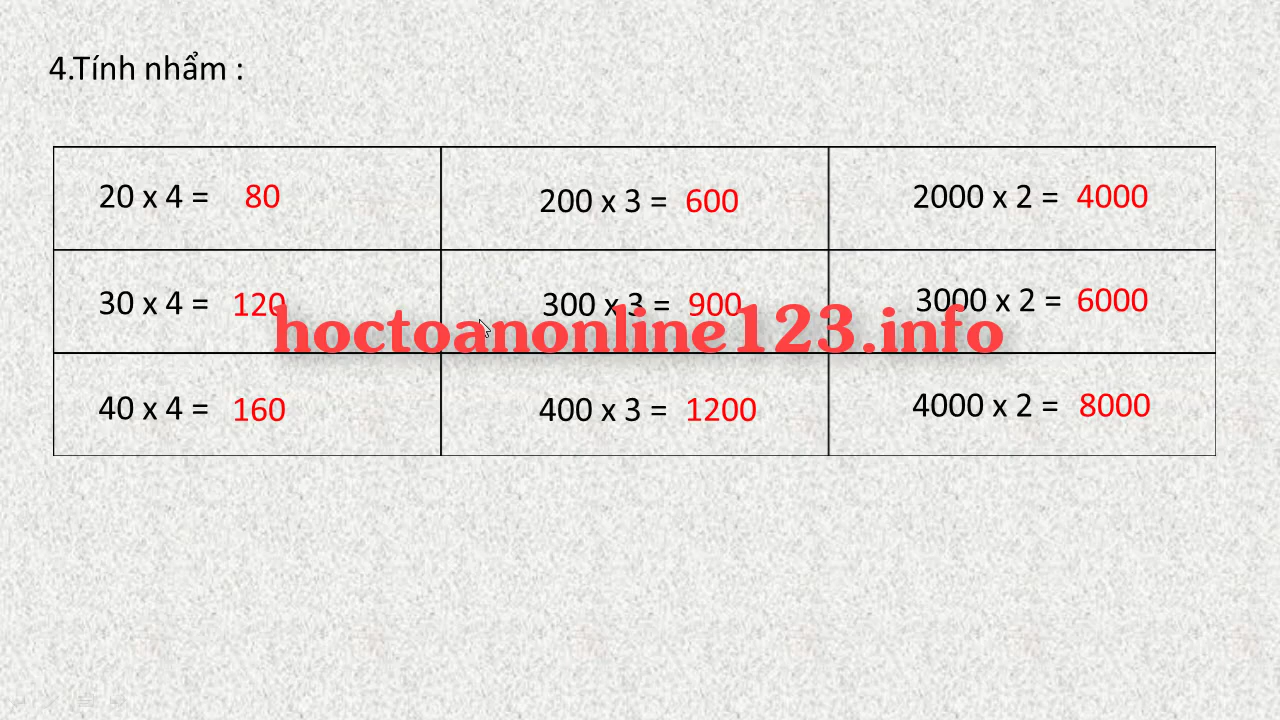 4.Tính nhẩm :
20 x 4 = 80
200 x 3 = 600
2000 x 2 = 4000
30 x 4 = 120
300 x 3 = 900
3000 x 2 = 6000
hoctoanonline123.info
40 x 4 = 160
400 x 3 = 1200
4000 x 2 = 8000